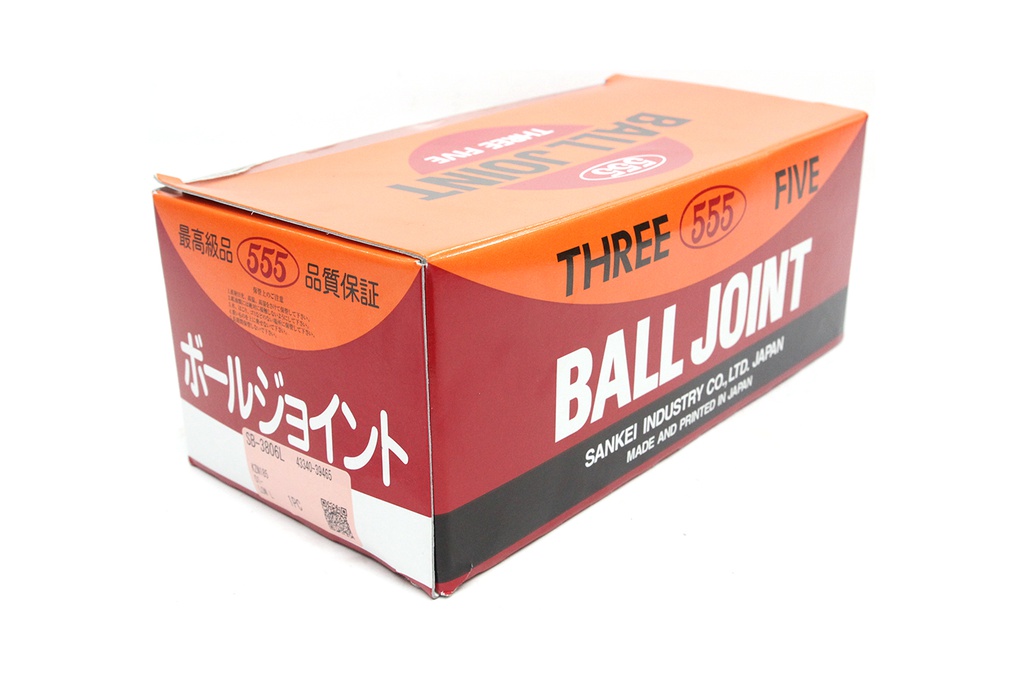 BALL JOINT
THREE FIVE
555
最高級品 555 品質保証
ボールジョイント
SB-3806L 43340-39465
1PC
THREE 555 FIVE
BALL JOINT
SANKEI INDUSTRY CO., LTD. JAPAN
MADE AND PRINTED IN JAPAN